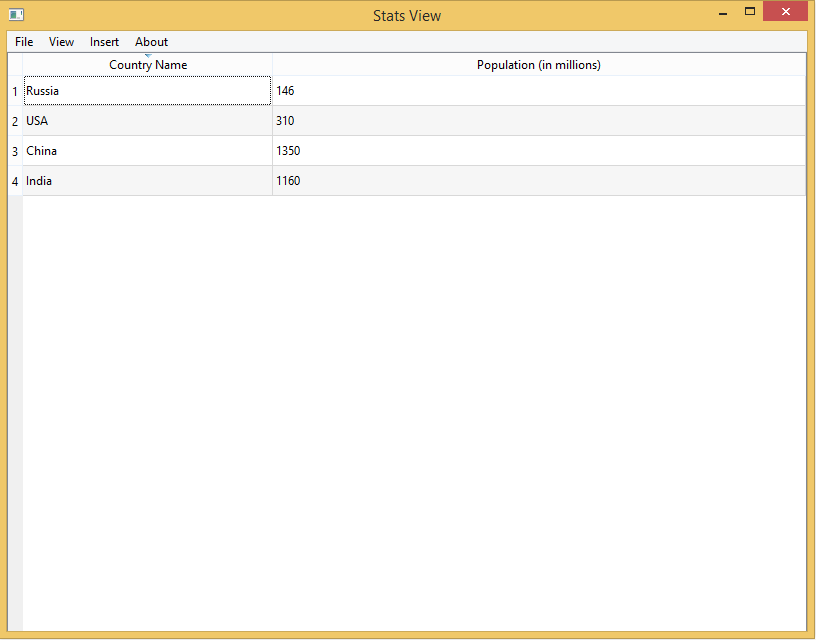 Stats View
File View Insert About
Country Name Population (in millions)
1 Russia 146
2 USA 310
3 China 1350
4 India 1160